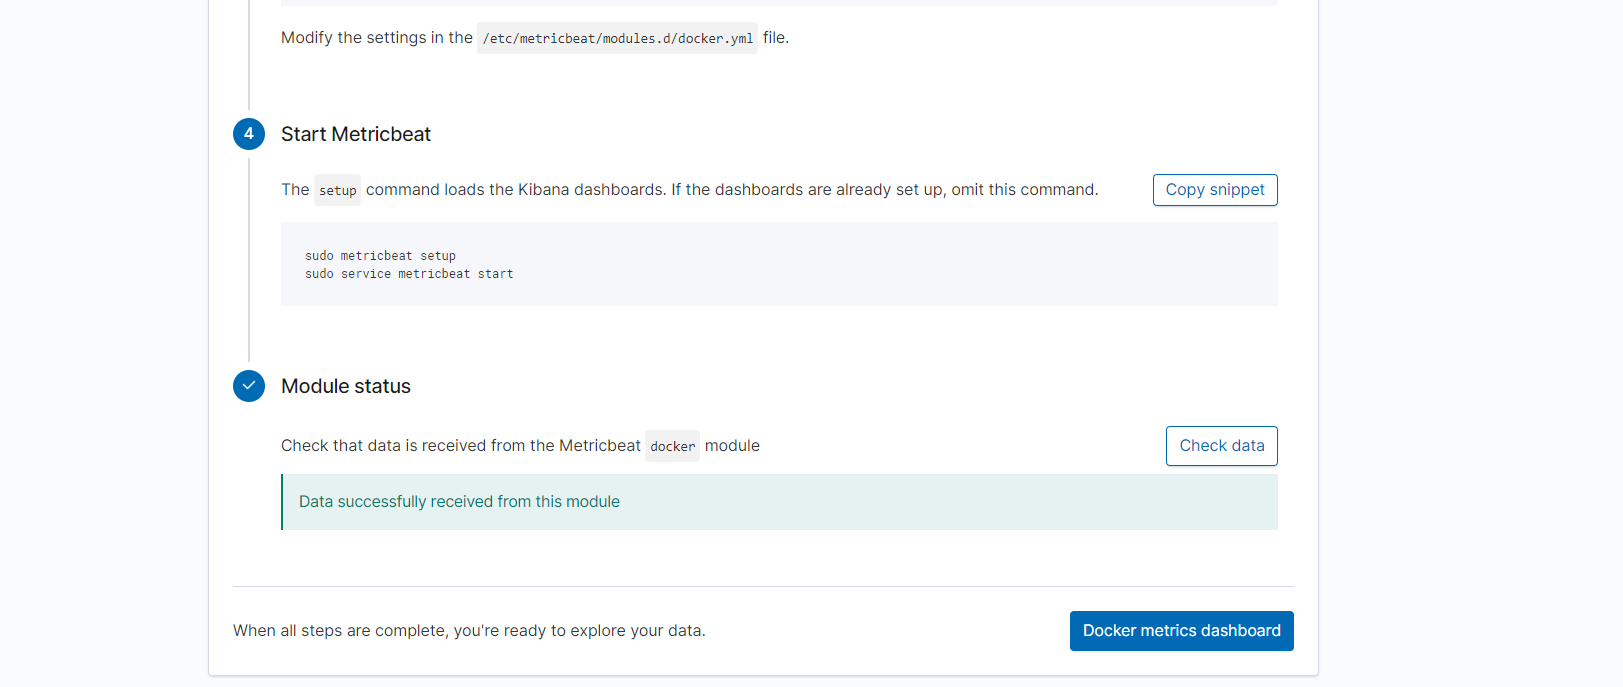 Modify the settings in the /etc/metricbeat/modules.d/docker.yml file.
4 Start Metricbeat
The setup command loads the Kibana dashboards. If the dashboards are already set up, omit this command. Copy snippet
sudo metricbeat setup
sudo service metricbeat start
Module status
Check that data is received from the Metricbeat docker module Check data
Data successfully received from this module
When all steps are complete, you're ready to explore your data. Docker metrics dashboard